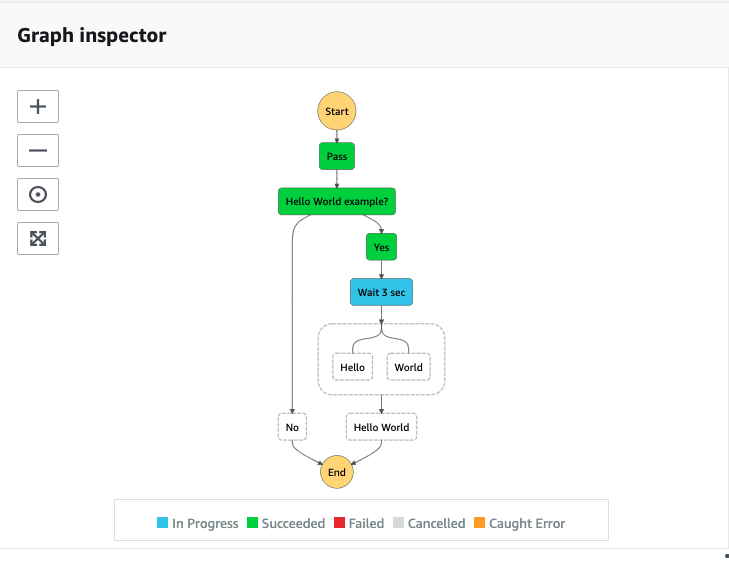 Graph inspector
Start
Pass
Hello World example?
Yes
Wait 3 sec
Hello World
No Hello World
End
In Progress Succeeded Failed Cancelled Caught Error